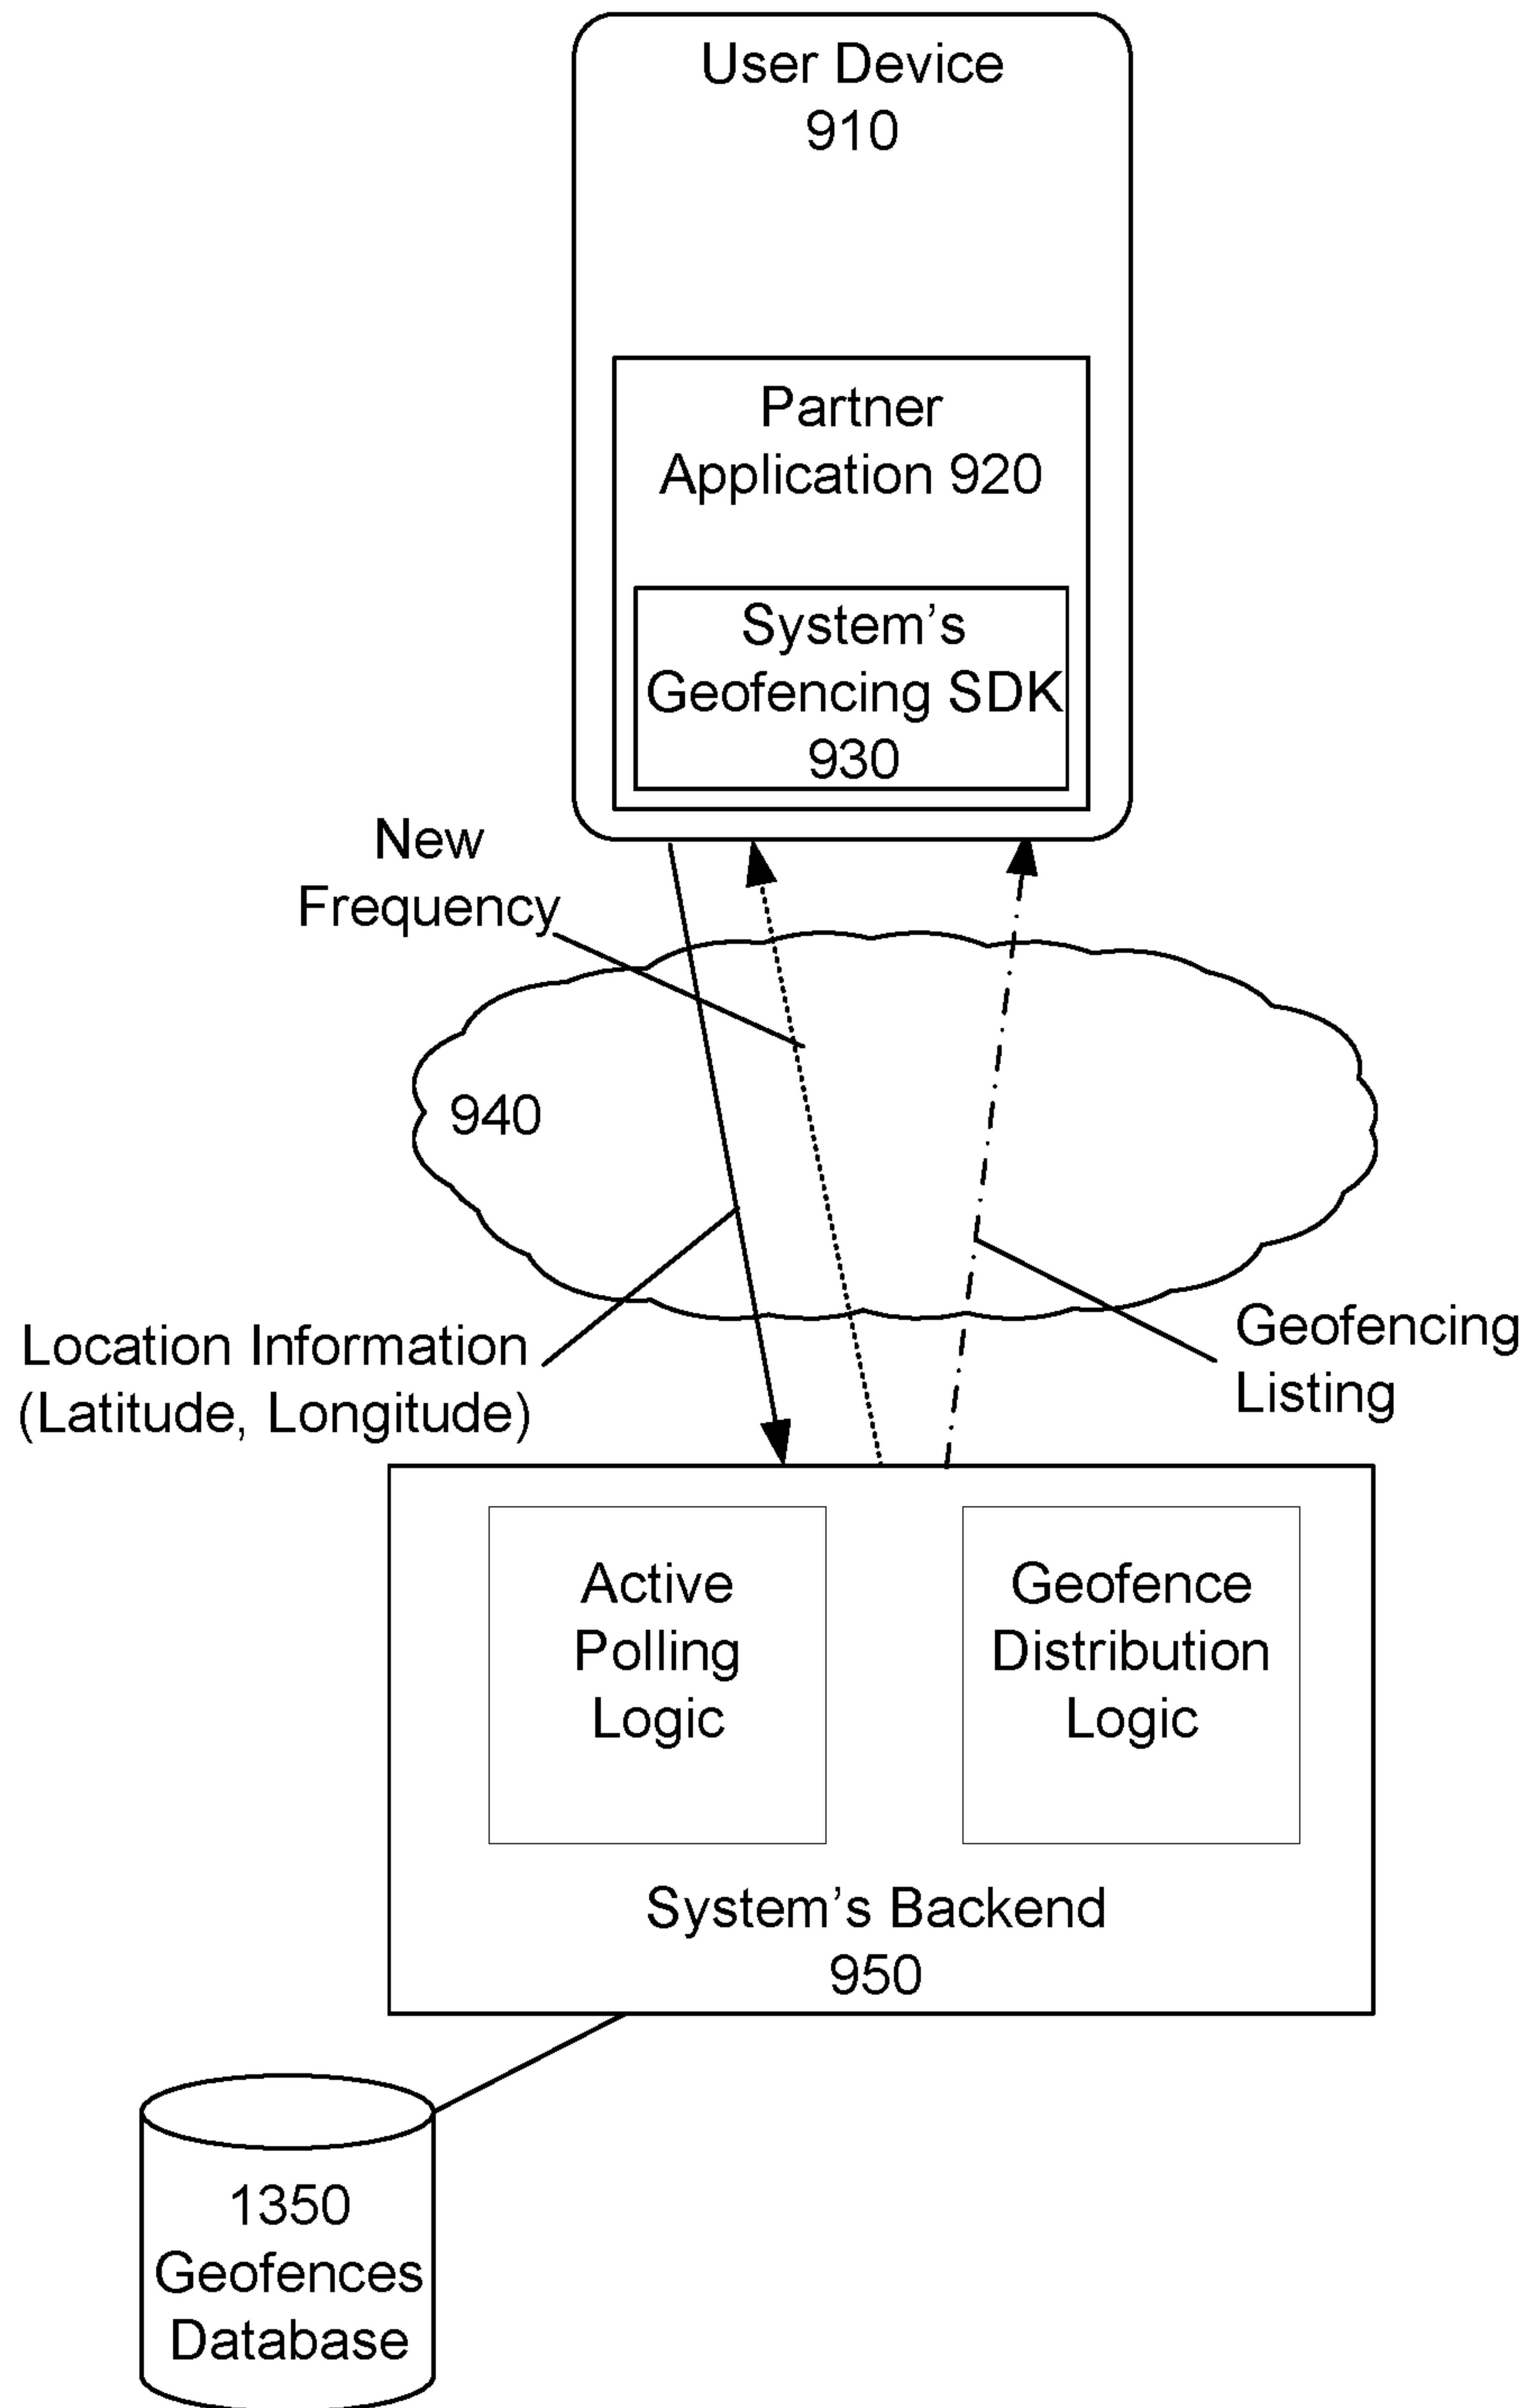 User Device
910
Partner
Application 920
System's
Geofencing SDK
930
New
Frequency
940
Location Information
(Latitude, Longitude)
Geofencing
Listing
Active
Polling
Logic
Geofence
Distribution
Logic
System's Backend
950
1350
Geofences
Database